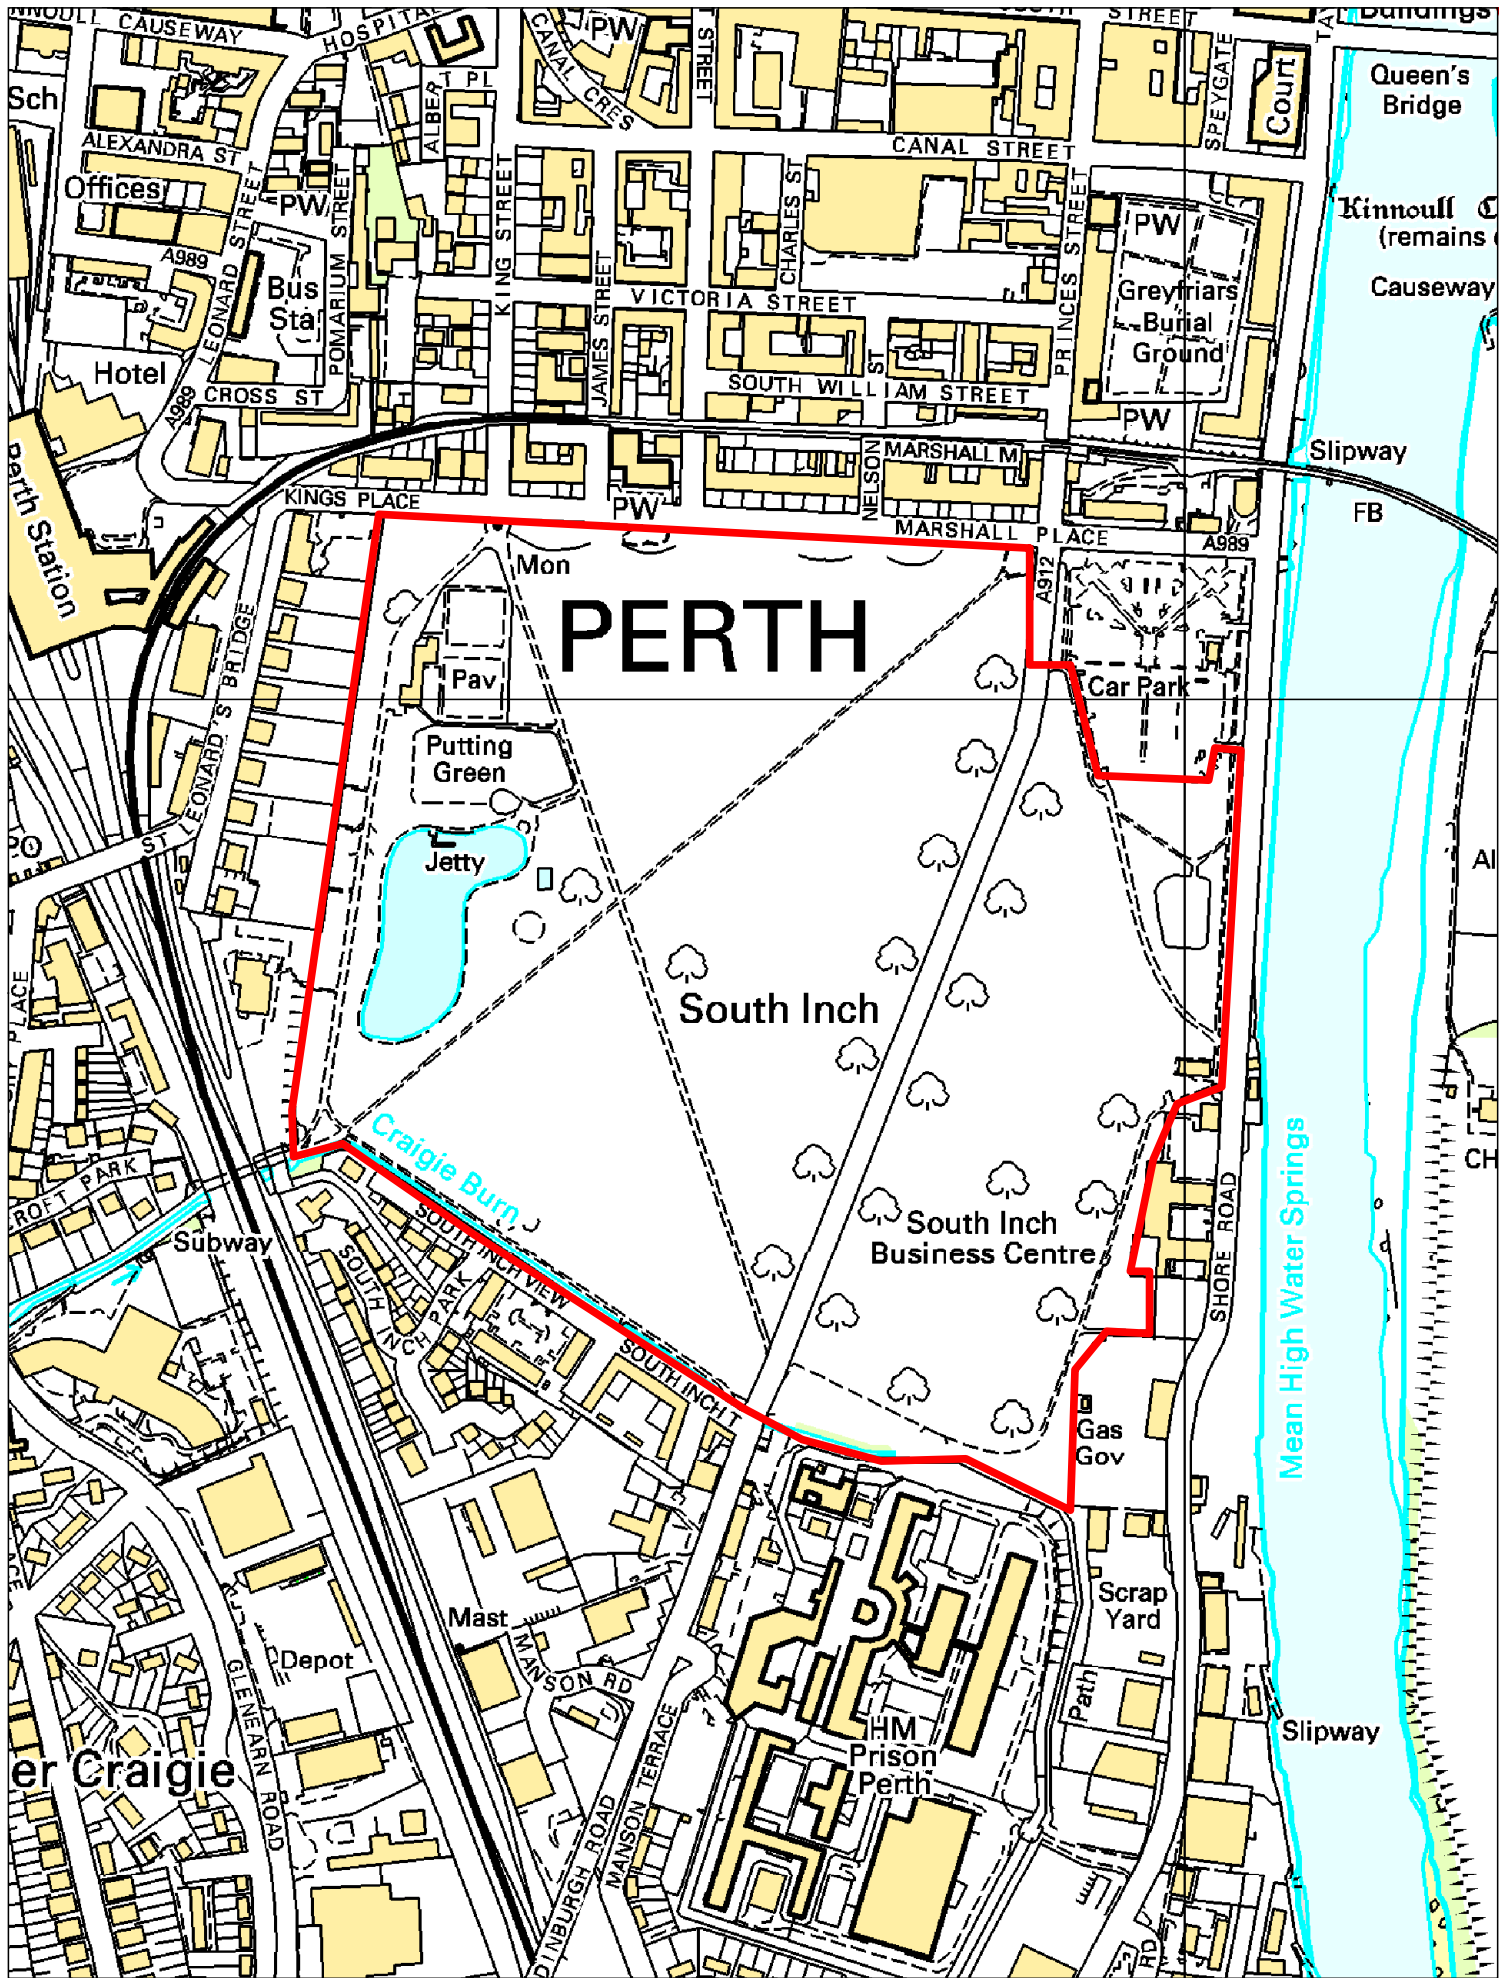 CAUSEWAY
HOSPITAL
CANAL CRES
PW
STREET
STREET
SPEYGATE
Court
Buildings
Queen's
Bridge
Sch
ALBERT PL
ALEXANDRA ST
CANAL STREET
Offices
PW
PW
Kinnoull
(remains
A989
LEONARD STREET
POMARIUM STREET
KING STREET
JAMES STREET
CHARLES ST
PRINCES STREET
Bus
Sta
VICTORIA STREET
Greyfriars
Burial
Ground
Causeway
Hotel
A989
CROSS ST
SOUTH WILLIAM STREET
ST
PW
MARSHALL M
Slipway
Perth Station
KINGS PLACE
PW
NELSON
MARSHALL PLACE
A989
FB
Mon
A912
PERTH
Pav
Car Park
Putting
Green
ST LEONARD'S BRIDGE
Jetty
PLACE
South Inch
Craigie Burn
CROFT PARK
Subway
SOUTH INCH VIEW
SOUTH INCH PARK
South Inch
Business Centre
SHORE ROAD
Mean High Water Springs
CH
SOUTH INCH T
Gas
Gov
Scrap
Yard
Mast
MANSON RD
Depot
GLENEARN ROAD
Path
HM
Prison
Perth
Slipway
er Craigie
MANSON TERRACE
DINBURGH ROAD
RD